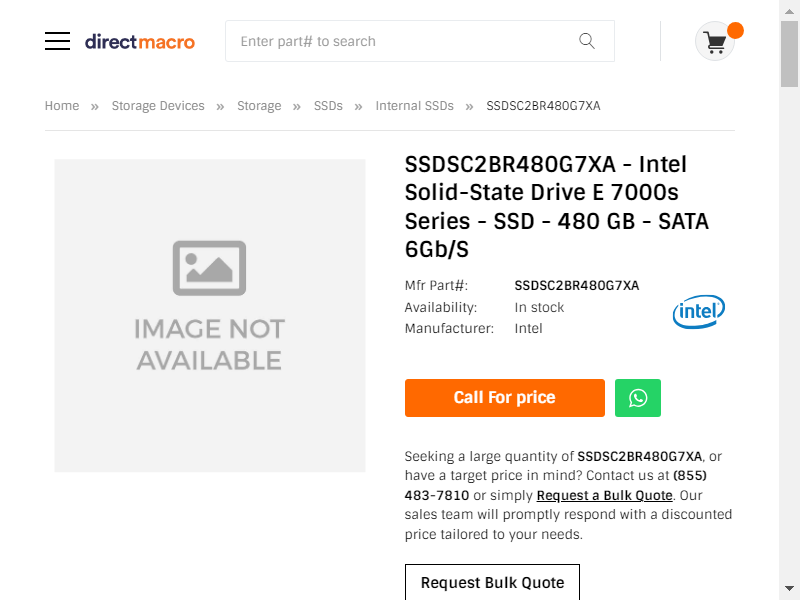 directmacro
Enter part# to search
Home » Storage Devices » Storage » SSDs » Internal SSDs » SSDSC2BR480G7XA
IMAGE NOT
AVAILABLE
SSDSC2BR480G7XA - Intel
Solid-State Drive E 7000s
Series - SSD - 480 GB - SATA
6Gb/S
Mfr Part#: SSDSC2BR480G7XA
Availability: In stock
Manufacturer: Intel
intel
Call For price
Seeking a large quantity of SSDSC2BR480G7XA, or
have a target price in mind? Contact us at (855)
483-7810 or simply Request a Bulk Quote. Our
sales team will promptly respond with a discounted
price tailored to your needs.
Request Bulk Quote